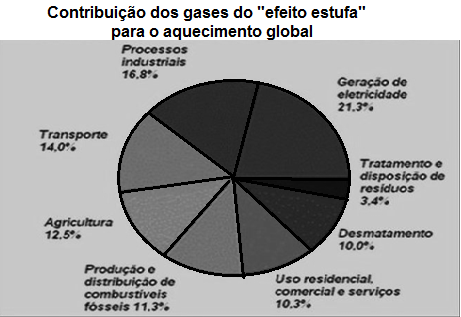 Contribuição dos gases do "efeito estufa"
para o aquecimento global
Processos
industriais
16,8%
Geração de
eletricidade
21,3%
Transporte
14,0%
Tratamento e
disposição de
resíduos
3,4%
Agricultura
12,5%
Desmatamento
10,0%
Produção e
distribuição de
combustíveis
fósseis 11,3%
Uso residencial,
comercial e serviços
10,3%